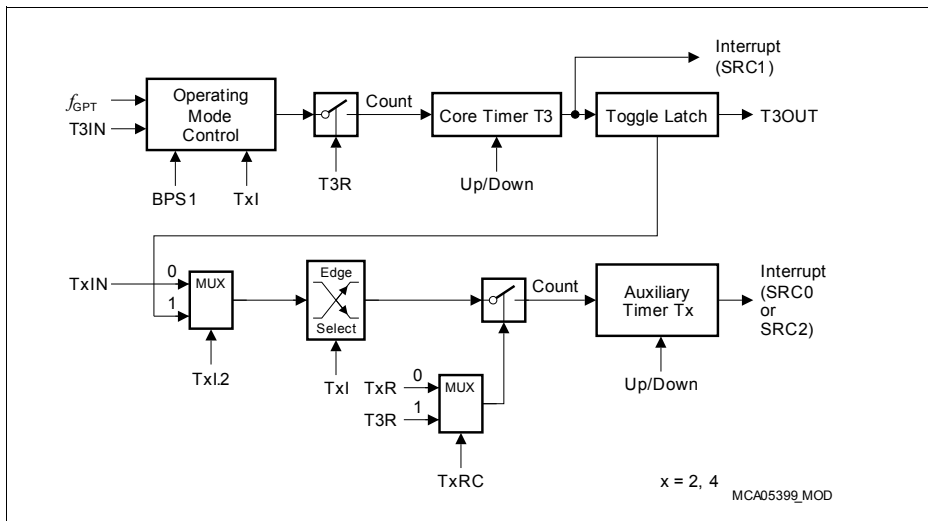 Interrupt
(SRC1)
fGPT
T3IN
Operating
Mode
Control
BPS1
TxI
T3R
Count
Core Timer T3
Up/Down
Toggle Latch
T3OUT
TxIN
0
1
MUX
TxI.2
Edge
Select
TxI
TxR
T3R
0
1
MUX
TxRC
Count
Auxiliary
Timer Tx
Up/Down
Interrupt
(SRC0
or
SRC2)
x = 2, 4
MCA05399_MOD